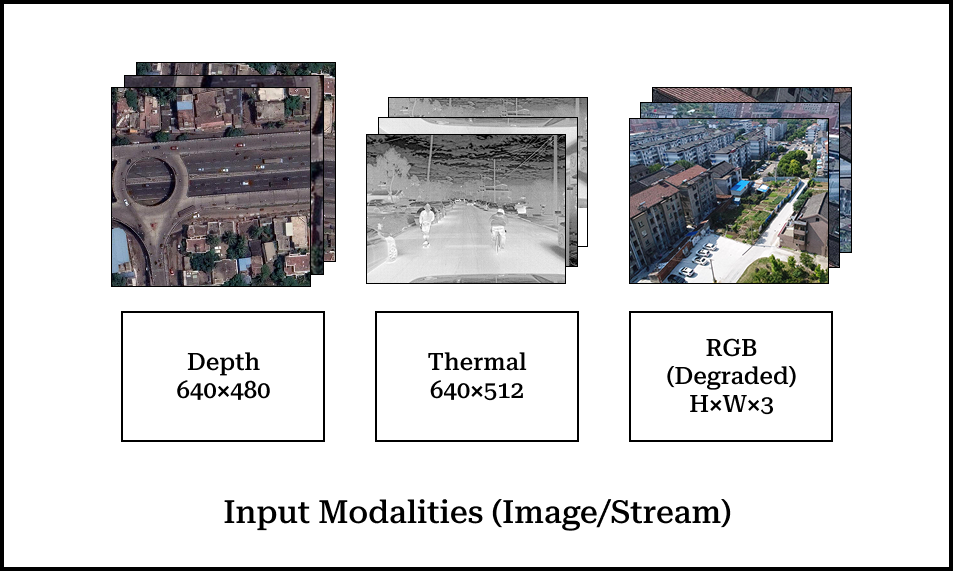 Depth
640×480
Thermal
640×512
RGB
(Degraded)
H×W×3
Input Modalities (Image/Stream)